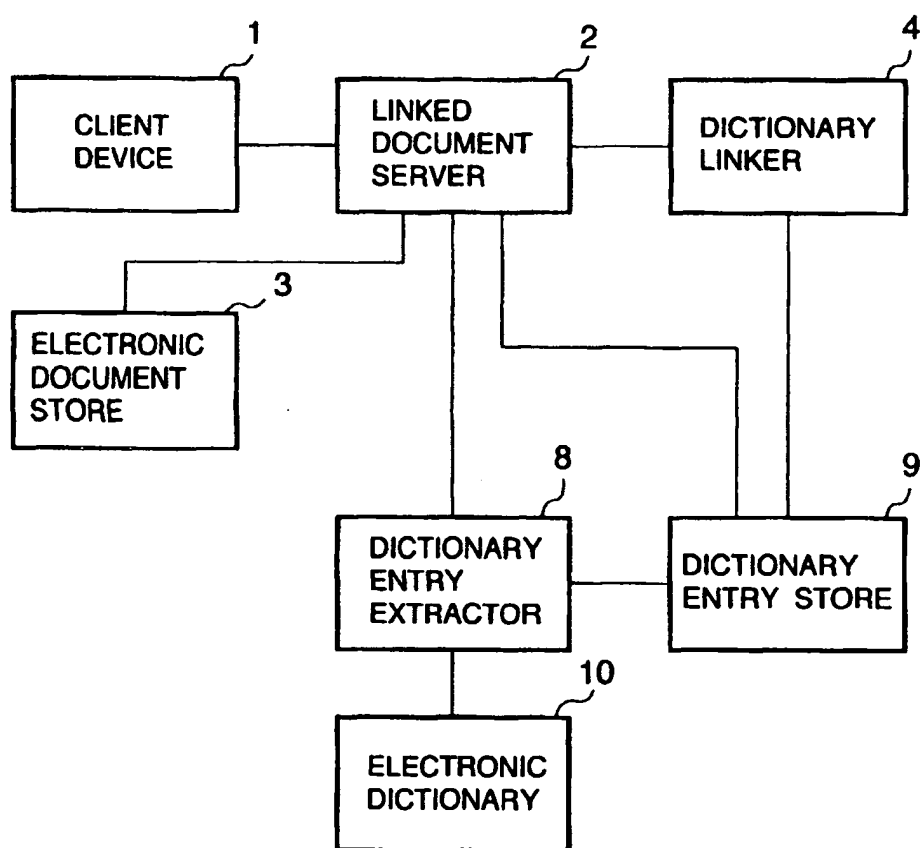 1
CLIENT
DEVICE
2
LINKED
DOCUMENT
SERVER
4
DICTIONARY
LINKER
3
ELECTRONIC
DOCUMENT
STORE
8
DICTIONARY
ENTRY
EXTRACTOR
9
DICTIONARY
ENTRY STORE
10
ELECTRONIC
DICTIONARY